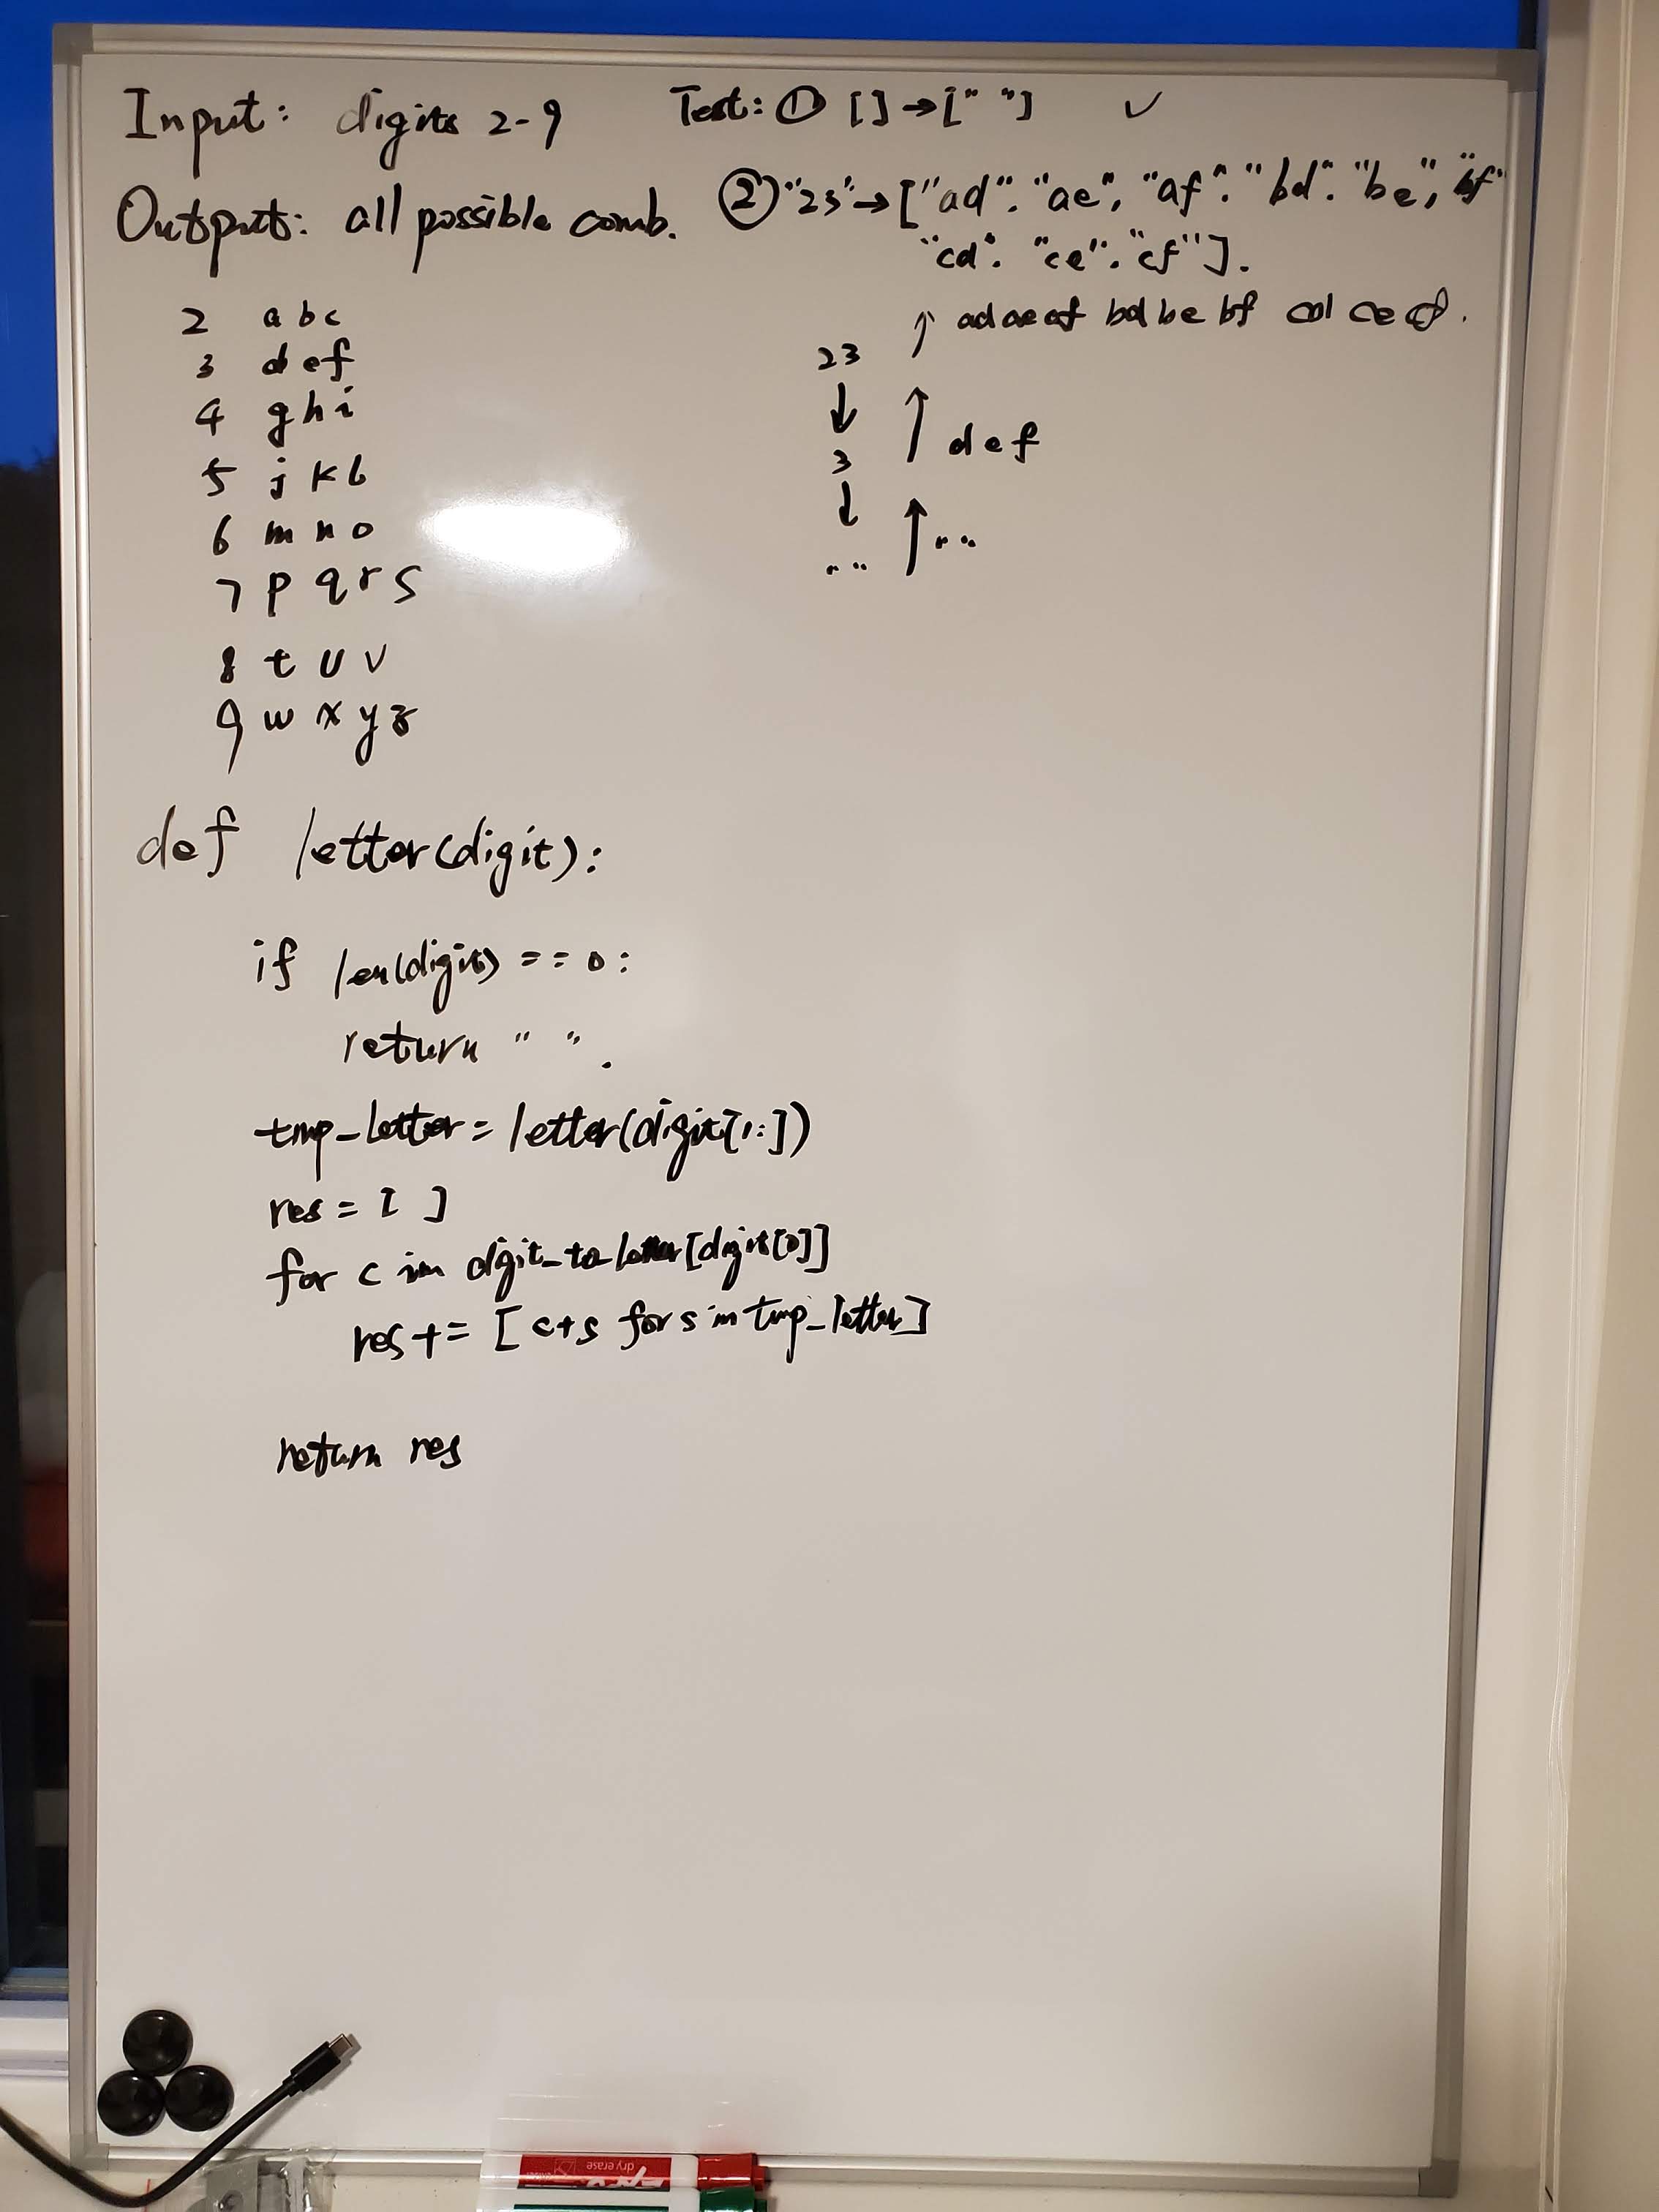 Input: digits 2-9
Output: all possible comb.
Test: ① [] → [" "] ✓
② "23" → ["ad". "ae", "af". "bd". "be", "bf"
"cd". "ce". "cf"].
2 abc
3 def
4 ghi
5 jkl
6 mno
7 pqrs
8 tuv
9 wxyz
↑ ad ae af bd be bf cd ce cf.
23
↓ ↑ def
3
↓ ↑ " "
" "
def letter(digit):
if len(digits) == 0:
return " ".
tmp_letter = letter(digit[1:])
res = [ ]
for c in digit_to_letter[digit[0]]
res += [c+s for s in tmp_letter]
return res
dry erase